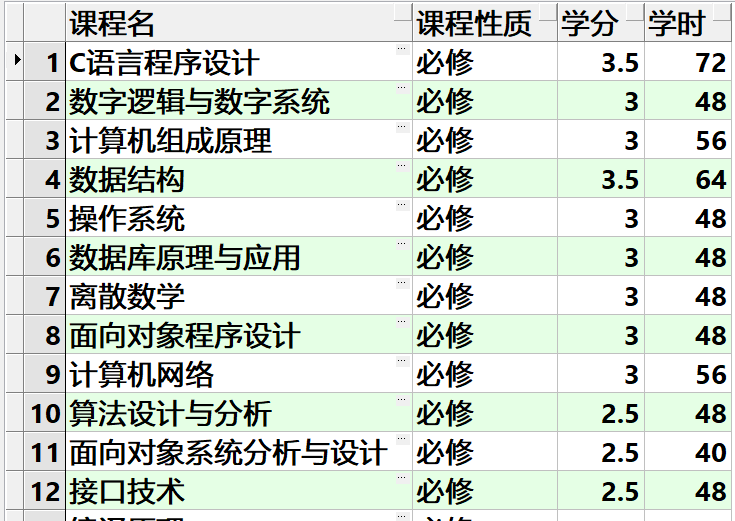 课程名 课程性质 学分 学时
1 C语言程序设计 必修 3.5 72
2 数字逻辑与数字系统 必修 3 48
3 计算机组成原理 必修 3 56
4 数据结构 必修 3.5 64
5 操作系统 必修 3 48
6 数据库原理与应用 必修 3 48
7 离散数学 必修 3 48
8 面向对象程序设计 必修 3 48
9 计算机网络 必修 3 56
10 算法设计与分析 必修 2.5 48
11 面向对象系统分析与设计 必修 2.5 40
12 接口技术 必修 2.5 48